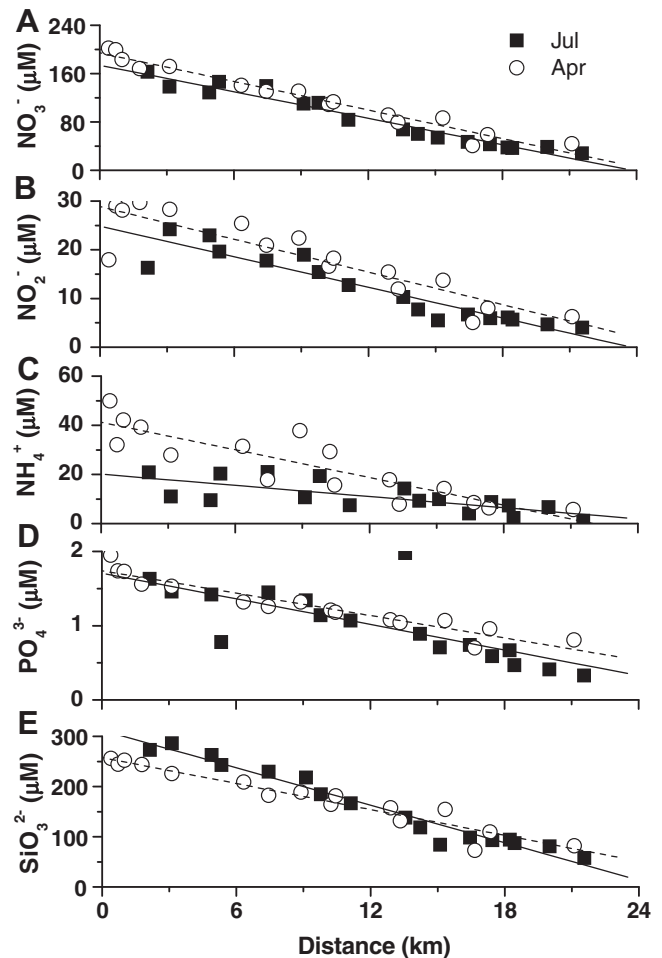 A
240
160
80
0
NO₃⁻ (μM)
Jul
Apr
B
30
20
10
0
NO₂⁻ (μM)
C
60
40
20
0
NH₄⁺ (μM)
D
2
1
0
PO₄³⁻ (μM)
E
300
200
100
0
SiO₃²⁻ (μM)
0 6 12 18 24
Distance (km)